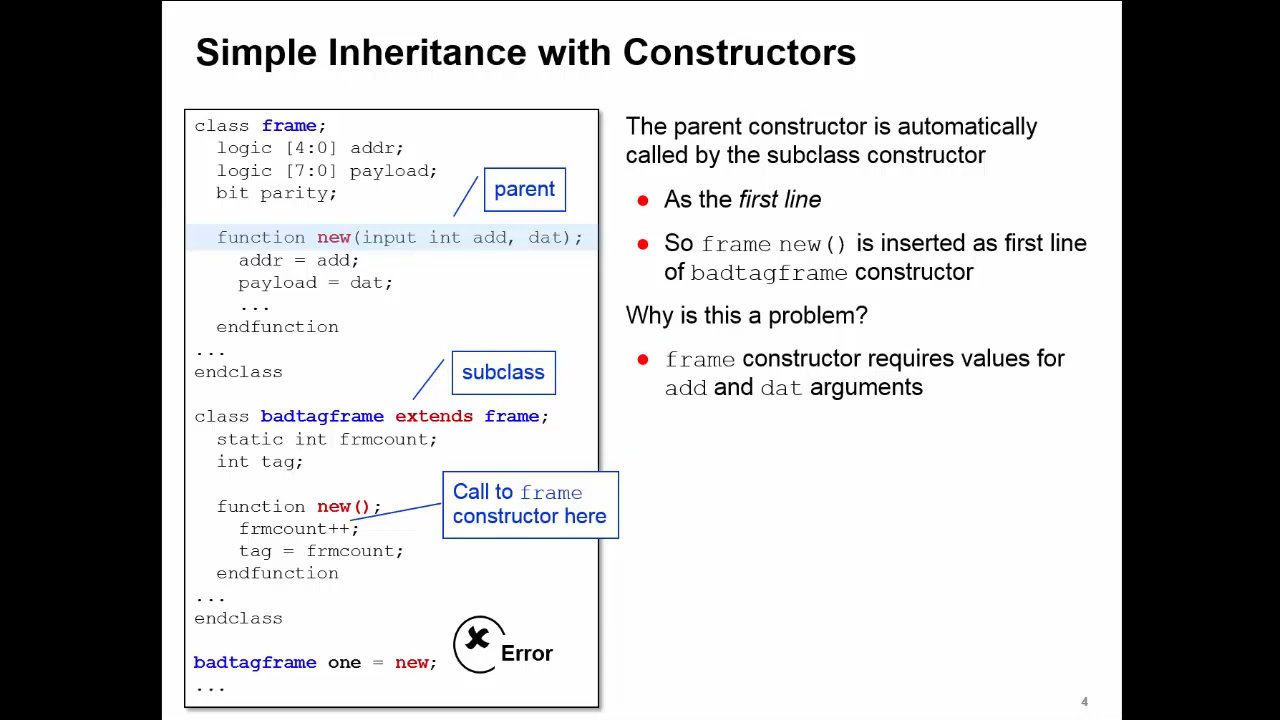 Simple Inheritance with Constructors
class frame;
logic [4:0] addr;
logic [7:0] payload;
bit parity;
parent
function new(input int add, dat);
addr = add;
payload = dat;
...
endfunction
...
endclass
subclass
class badtagframe extends frame;
static int frmcount;
int tag;
Call to frame
constructor here
function new();
frmcount++;
tag = frmcount;
endfunction
...
endclass
Error
badtagframe one = new;
...
The parent constructor is automatically
called by the subclass constructor
● As the first line
● So frame new() is inserted as first line
of badtagframe constructor
Why is this a problem?
● frame constructor requires values for
add and dat arguments
4